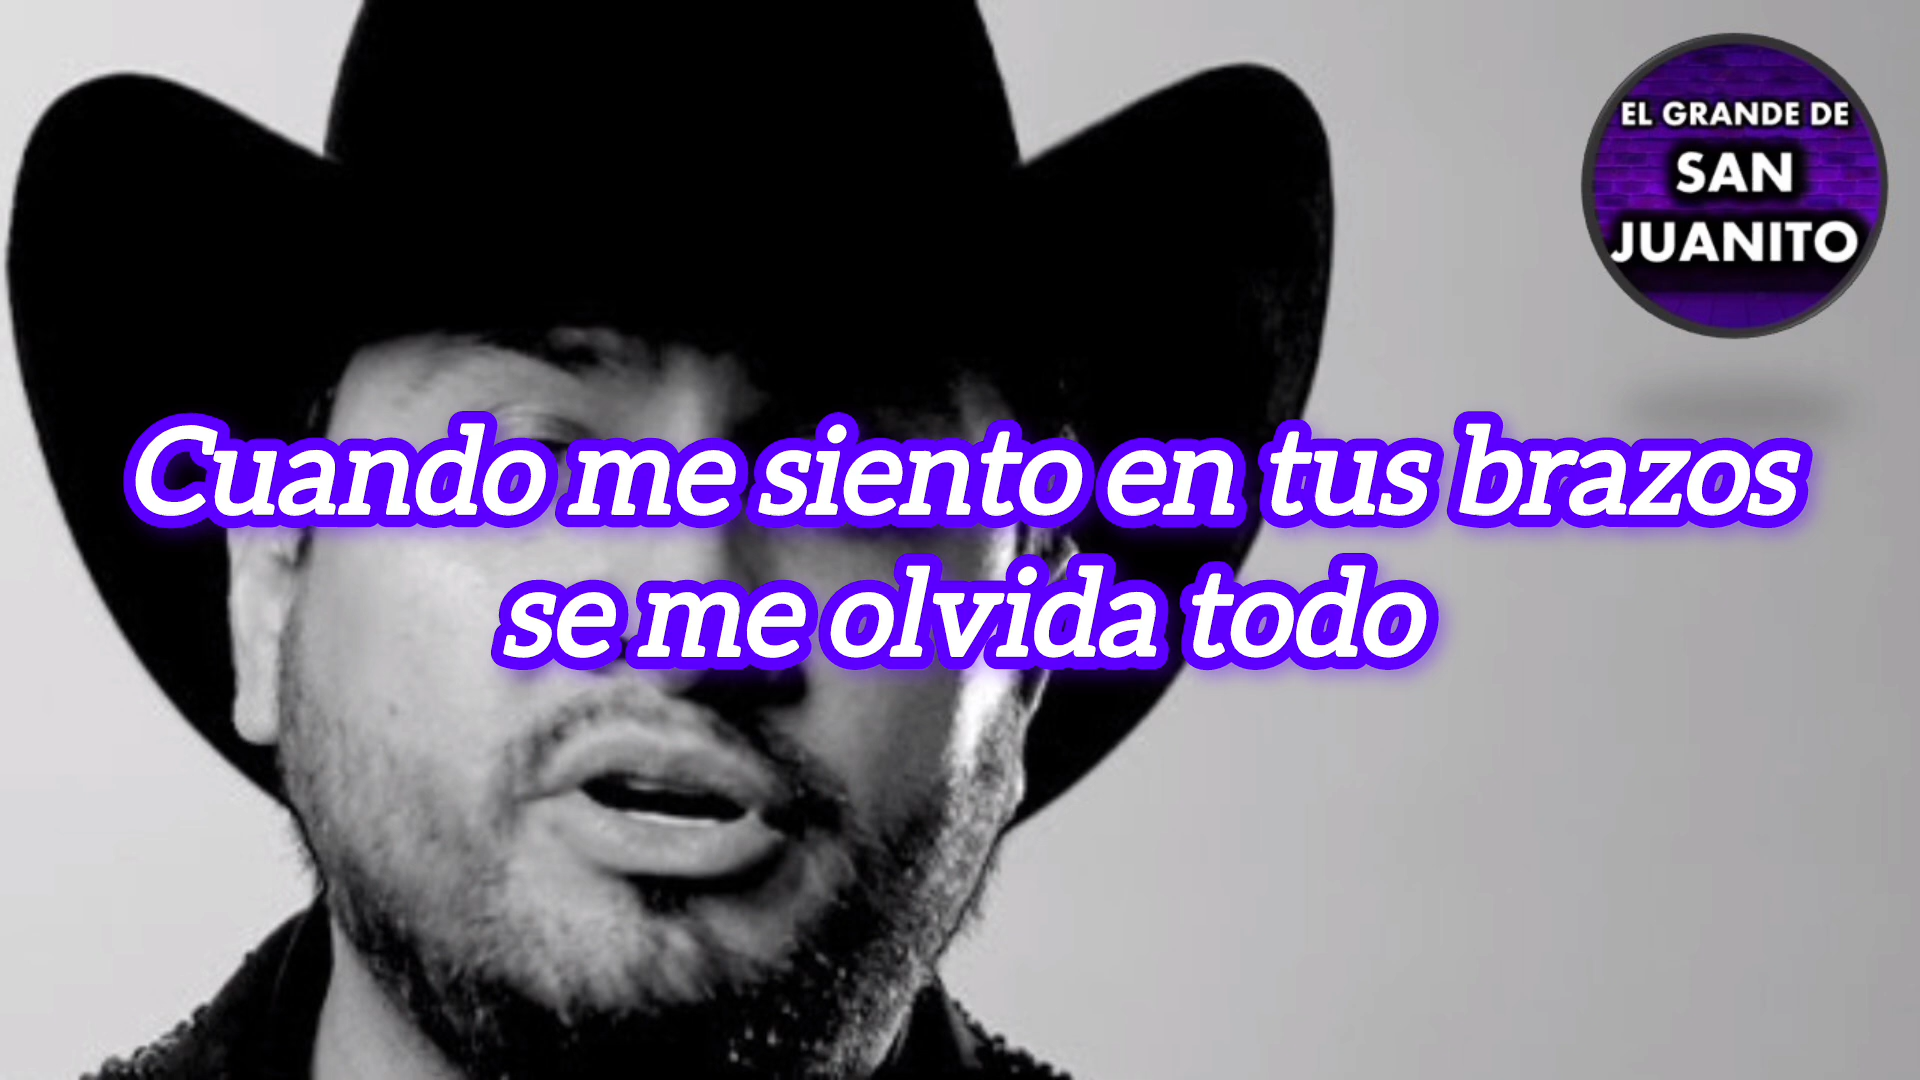 EL GRANDE DE
SAN
JUANITO
Cuando me siento en tus brazos
se me olvida todo